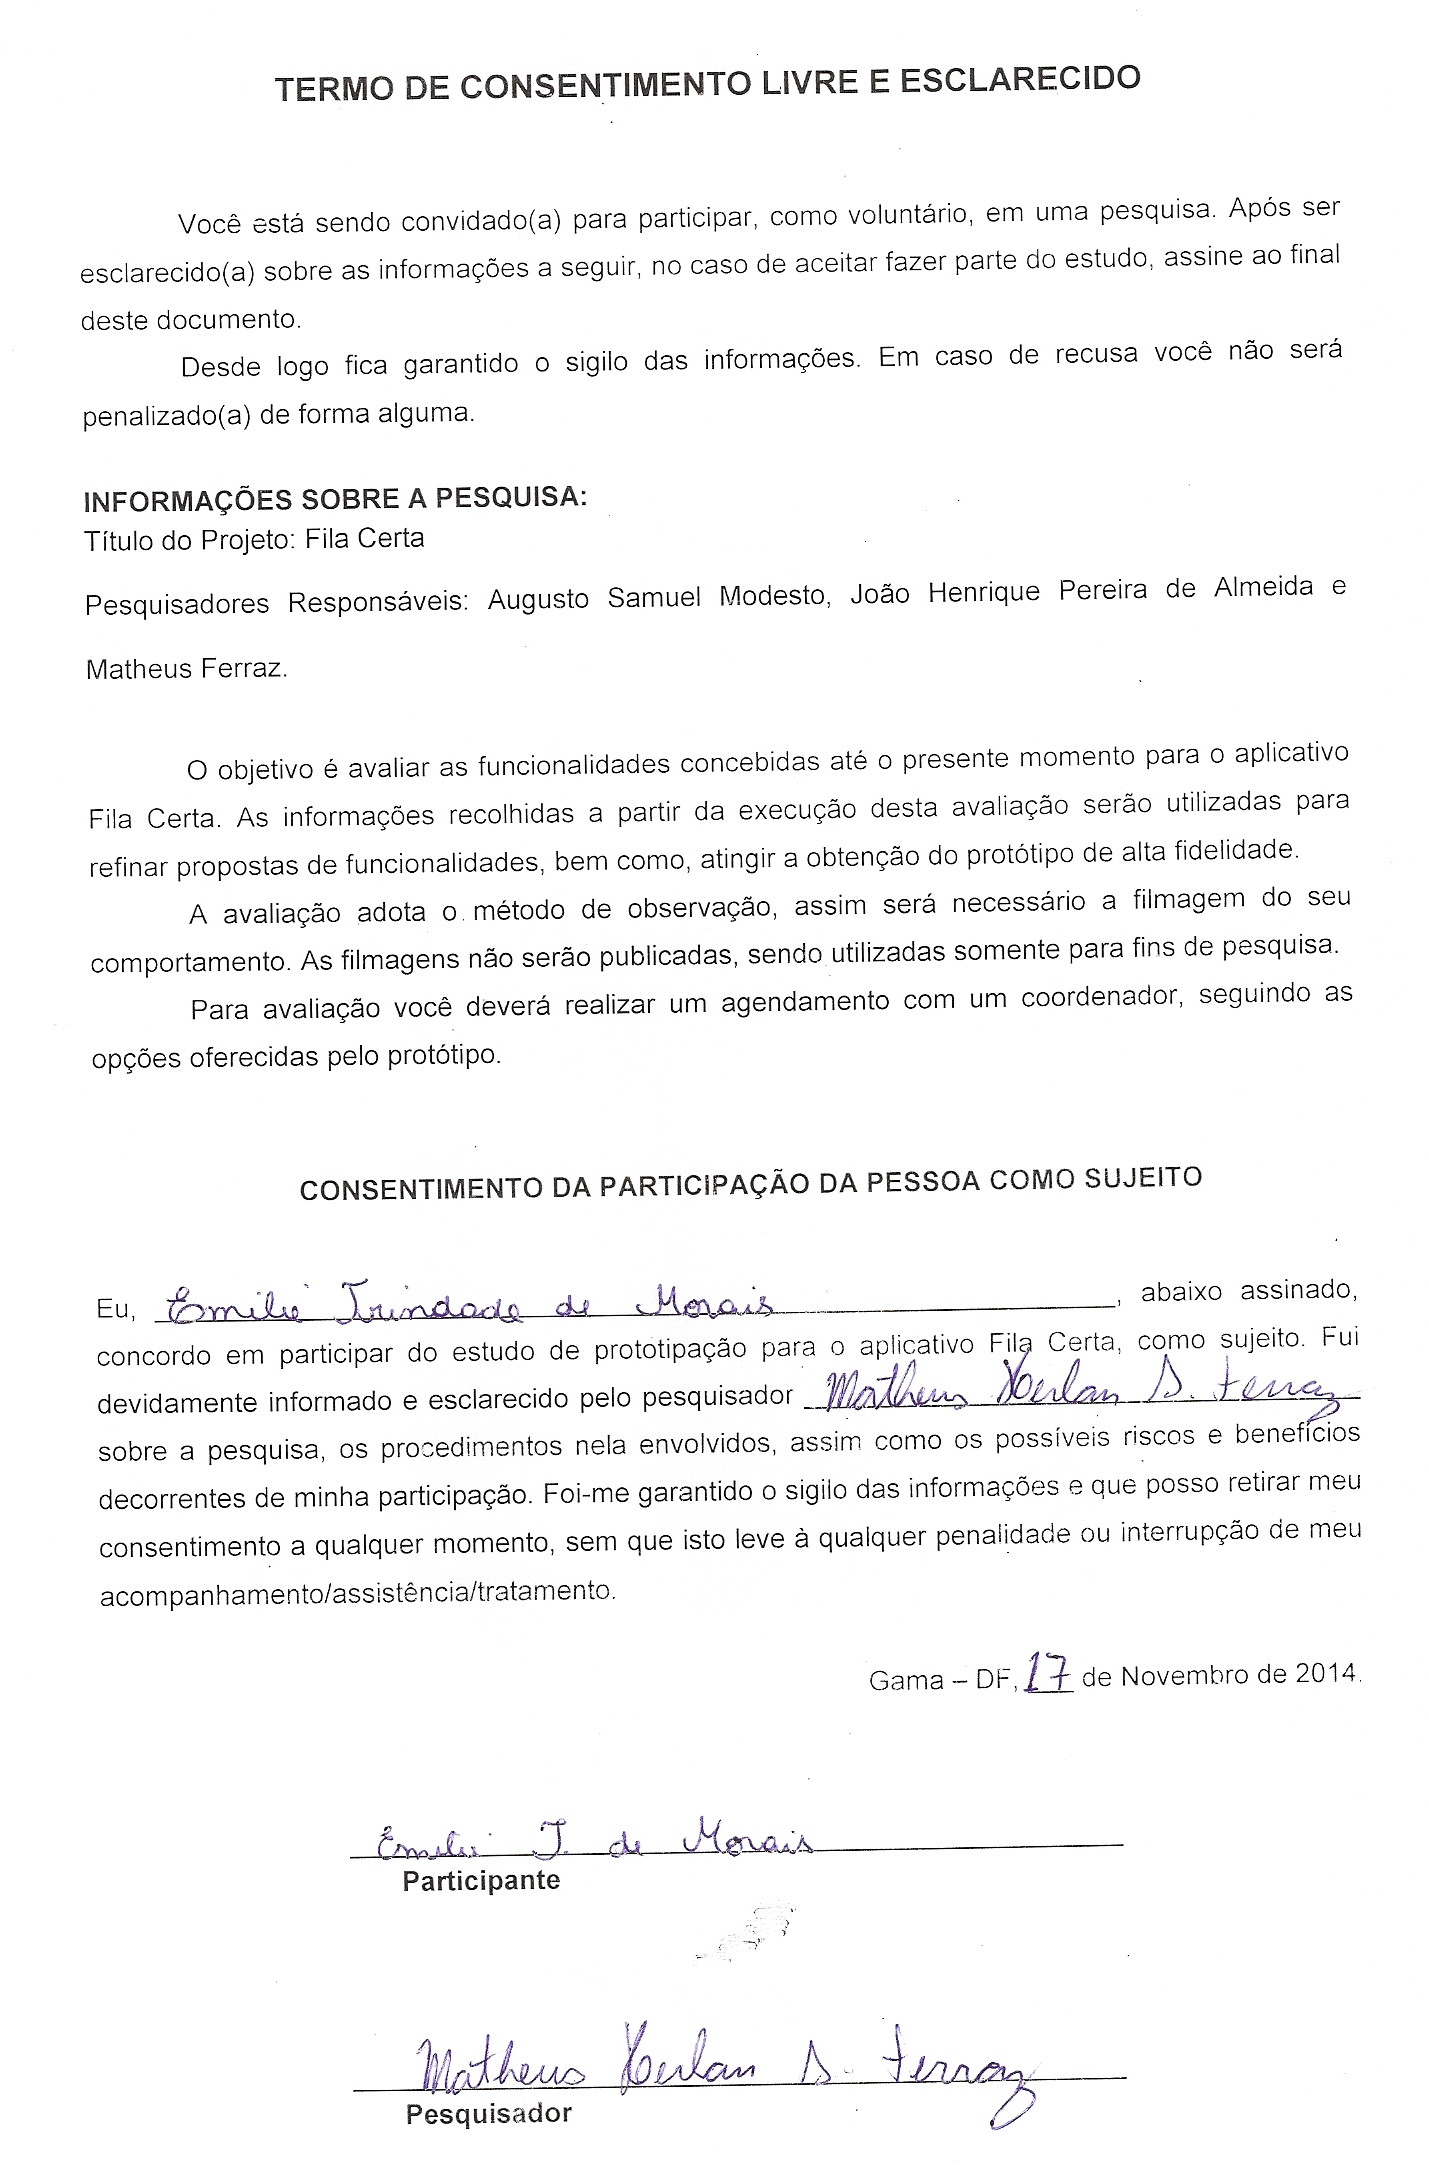 TERMO DE CONSENTIMENTO LIVRE E ESCLARECIDO
Você está sendo convidado(a) para participar, como voluntário, em uma pesquisa. Após ser
esclarecido(a) sobre as informações a seguir, no caso de aceitar fazer parte do estudo, assine ao final
deste documento.
Desde logo fica garantido o sigilo das informações. Em caso de recusa você não será
penalizado(a) de forma alguma.
INFORMAÇÕES SOBRE A PESQUISA:
Título do Projeto: Fila Certa
Pesquisadores Responsáveis: Augusto Samuel Modesto, João Henrique Pereira de Almeida e
Matheus Ferraz.
O objetivo é avaliar as funcionalidades concebidas até o presente momento para o aplicativo
Fila Certa. As informações recolhidas a partir da execução desta avaliação serão utilizadas para
refinar propostas de funcionalidades, bem como, atingir a obtenção do protótipo de alta fidelidade.
A avaliação adota o método de observação, assim será necessário a filmagem do seu
comportamento. As filmagens não serão publicadas, sendo utilizadas somente para fins de pesquisa.
Para avaliação você deverá realizar um agendamento com um coordenador, seguindo as
opções oferecidas pelo protótipo.
CONSENTIMENTO DA PARTICIPAÇÃO DA PESSOA COMO SUJEITO
Eu, Emilie Trindade de Morais, abaixo assinado,
concordo em participar do estudo de prototipação para o aplicativo Fila Certa, como sujeito. Fui
devidamente informado e esclarecido pelo pesquisador Matheus Herlan S. Ferraz
sobre a pesquisa, os procedimentos nela envolvidos, assim como os possíveis riscos e benefícios
decorrentes de minha participação. Foi-me garantido o sigilo das informações e que posso retirar meu
consentimento a qualquer momento, sem que isto leve à qualquer penalidade ou interrupção de meu
acompanhamento/assistência/tratamento.
Gama – DF, 17 de Novembro de 2014.
Emilie T. de Morais
Participante
Matheus Herlan S. Ferraz
Pesquisador